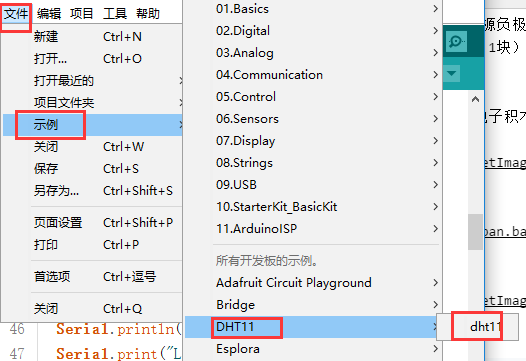 文件 编辑 项目 工具 帮助
新建 Ctrl+N
打开... Ctrl+O
打开最近的
项目文件夹
示例
关闭 Ctrl+W
保存 Ctrl+S
另存为... Ctrl+Shift+S
页面设置 Ctrl+Shift+P
打印 Ctrl+P
首选项 Ctrl+逗号
关闭 Ctrl+Q
01.Basics
02.Digital
03.Analog
04.Communication
05.Control
06.Sensors
07.Display
08.Strings
09.USB
10.StarterKit_BasicKit
11.ArduinoISP
所有开发板的示例。
Adafruit Circuit Playground
Bridge
DHT11
Esplora
dht11
源负极
1块）
子积木
etImag
pan.ba
etImag
46 Serial.println(
47 Serial.print("L